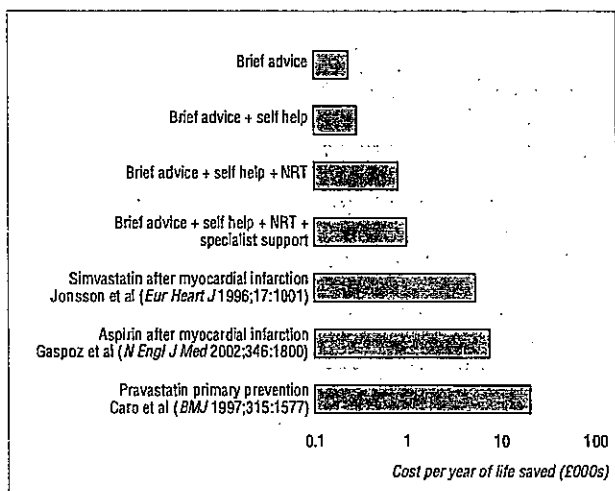 Brief advice
Brief advice + self help
Brief advice + self help + NRT
Brief advice + self help + NRT +
specialist support
Simvastatin after myocardial infarction
Jonsson et al (Eur Heart J 1996;17:1001)
Aspirin after myocardial infarction
Gaspoz et al (N Engl J Med 2002;346:1800)
Pravastatin primary prevention
Caro et al (BMJ 1997;315:1577)
0.1 1 10 100
Cost per year of life saved (£000s)